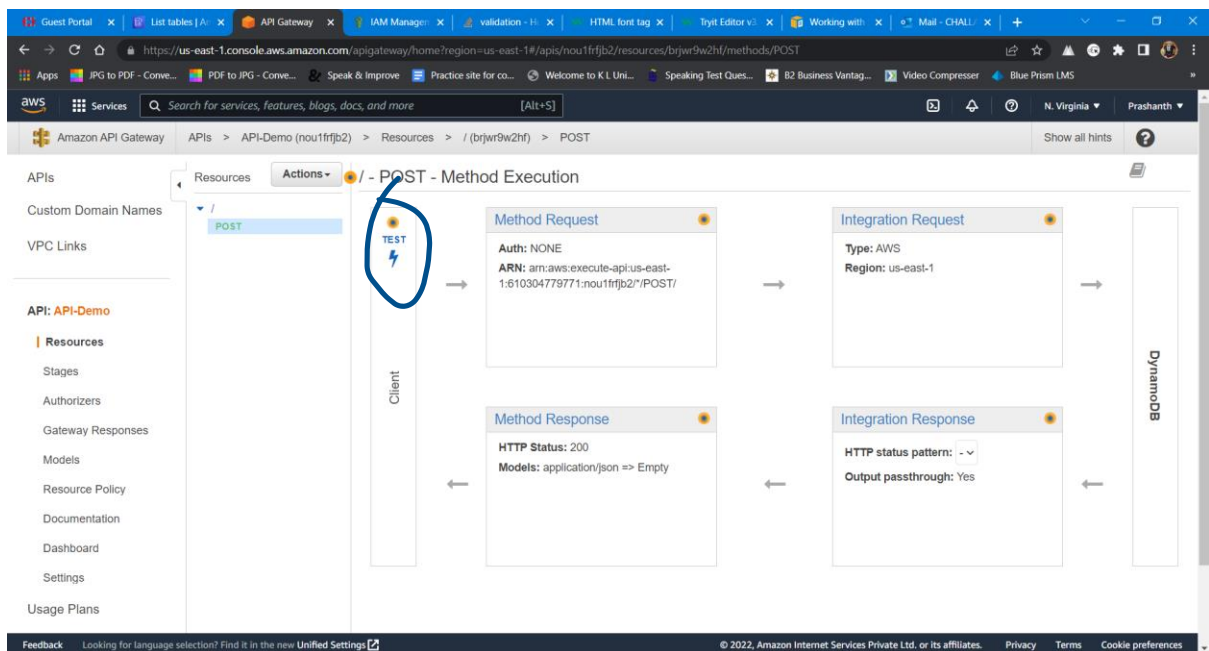 Guest Portal
List tables | A
API Gateway
IAM Manager
validation - H
HTML font tag
Tryit Editor v3
Working with
Mail - CHALL
https://us-east-1.console.aws.amazon.com/apigateway/home?region=us-east-1#/apis/nou1frfjb2/resources/brjwr9w2hf/methods/POST
Apps
JPG to PDF - Conve...
PDF to JPG - Conve...
Speak & Improve
Practice site for co...
Welcome to K L Uni...
Speaking Test Ques...
B2 Business Vantag...
Video Compresser
Blue Prism LMS
»
aws
Services
Search for services, features, blogs, docs, and more
[Alt+S]
N. Virginia
Prashanth
Amazon API Gateway
APIs > API-Demo (nou1frfjb2) > Resources > / (brjwr9w2hf) > POST
Show all hints
APIs
Custom Domain Names
VPC Links
API: API-Demo
Resources
Stages
Authorizers
Gateway Responses
Models
Resource Policy
Documentation
Dashboard
Settings
Usage Plans
Resources
Actions
/
POST
/ - POST - Method Execution
TEST
Client
Method Request
Auth: NONE
ARN: arn:aws:execute-api:us-east-
1:610304779771:nou1frfjb2/*/POST/
Integration Request
Type: AWS
Region: us-east-1
Method Response
HTTP Status: 200
Models: application/json => Empty
Integration Response
HTTP status pattern: -
Output passthrough: Yes
DynamoDB
Feedback
Looking for language selection? Find it in the new Unified Settings
© 2022, Amazon Internet Services Private Ltd. or its affiliates.
Privacy
Terms
Cookie preferences